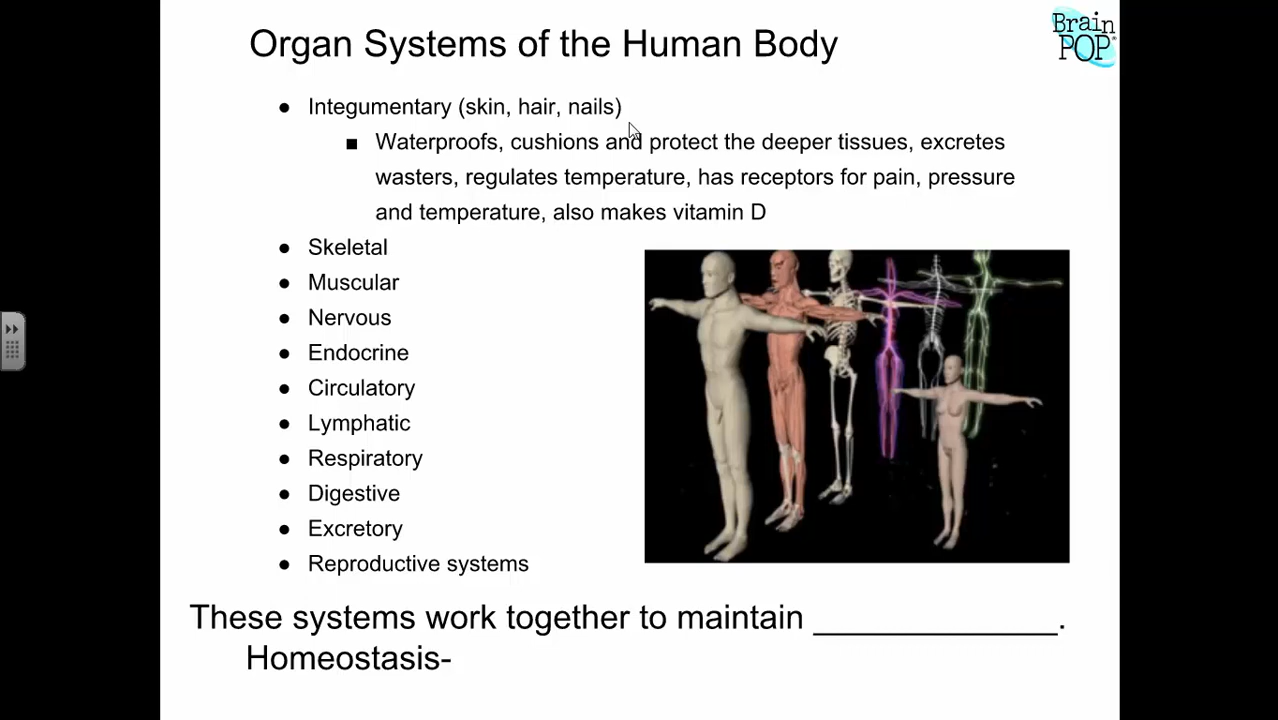 Organ Systems of the Human Body
Brain
POP
● Integumentary (skin, hair, nails)
■ Waterproofs, cushions and protect the deeper tissues, excretes
wasters, regulates temperature, has receptors for pain, pressure
and temperature, also makes vitamin D
● Skeletal
● Muscular
● Nervous
● Endocrine
● Circulatory
● Lymphatic
● Respiratory
● Digestive
● Excretory
● Reproductive systems
These systems work together to maintain _____________.
Homeostasis-